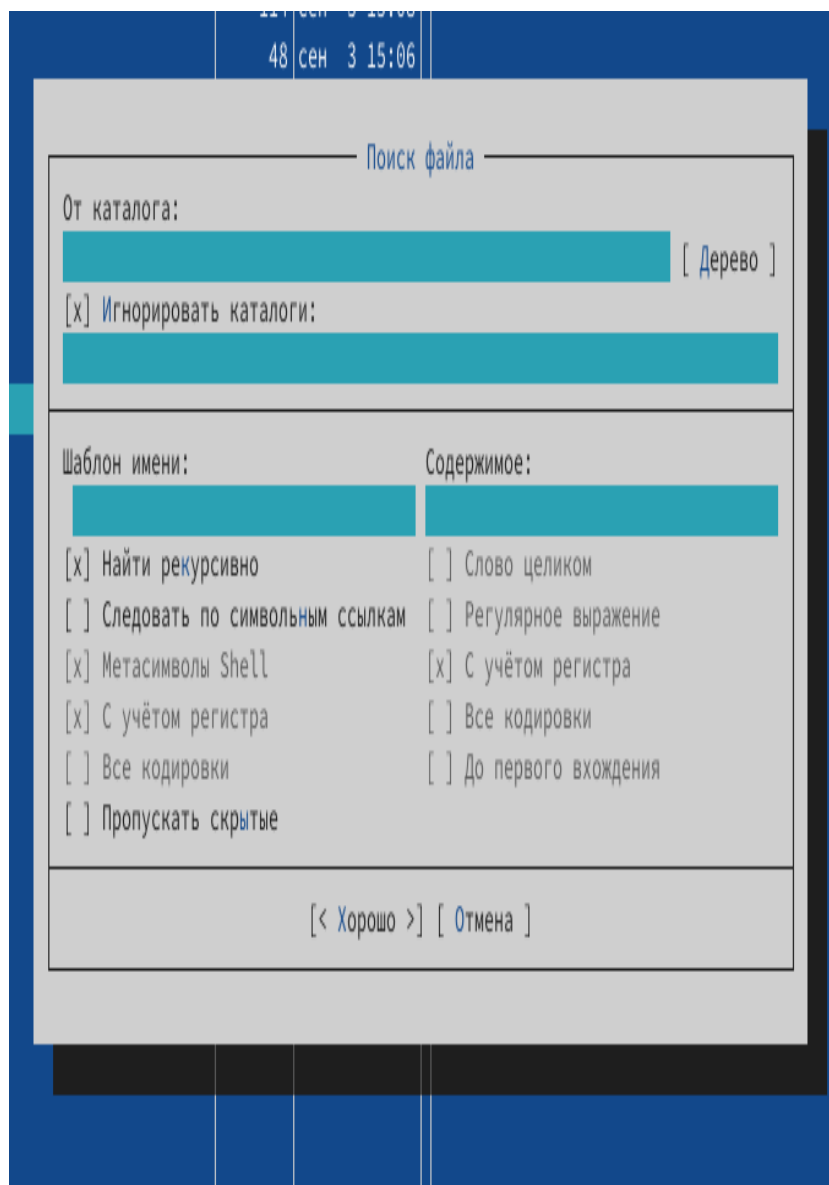 48 сен 3 15:06
Поиск файла
От каталога:
[ Дерево ]
[x] Игнорировать каталоги:
Шаблон имени:
Содержимое:
[x] Найти рекурсивно
[ ] Слово целиком
[ ] Следовать по символьным ссылкам
[ ] Регулярное выражение
[x] Метасимволы Shell
[x] С учётом регистра
[x] С учётом регистра
[ ] Все кодировки
[ ] Все кодировки
[ ] До первого вхождения
[ ] Пропускать скрытые
[< Хорошо >] [ Отмена ]